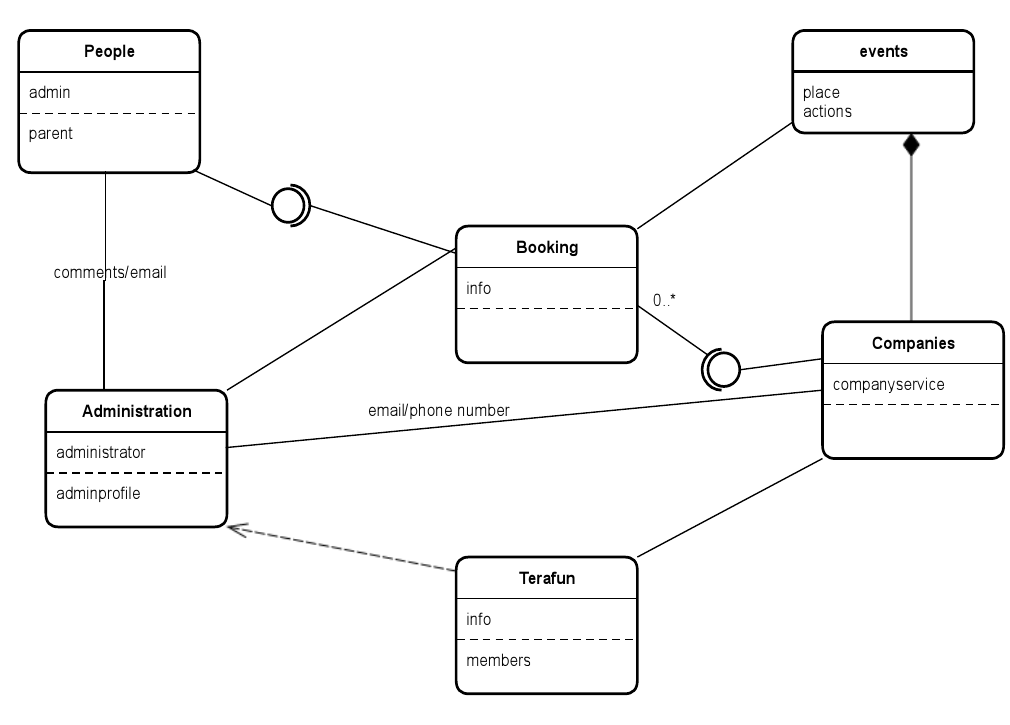 People
admin
parent
events
place
actions
Booking
info
0..*
comments/email
Companies
companyservice
Administration
administrator
adminprofile
email/phone number
Terafun
info
members